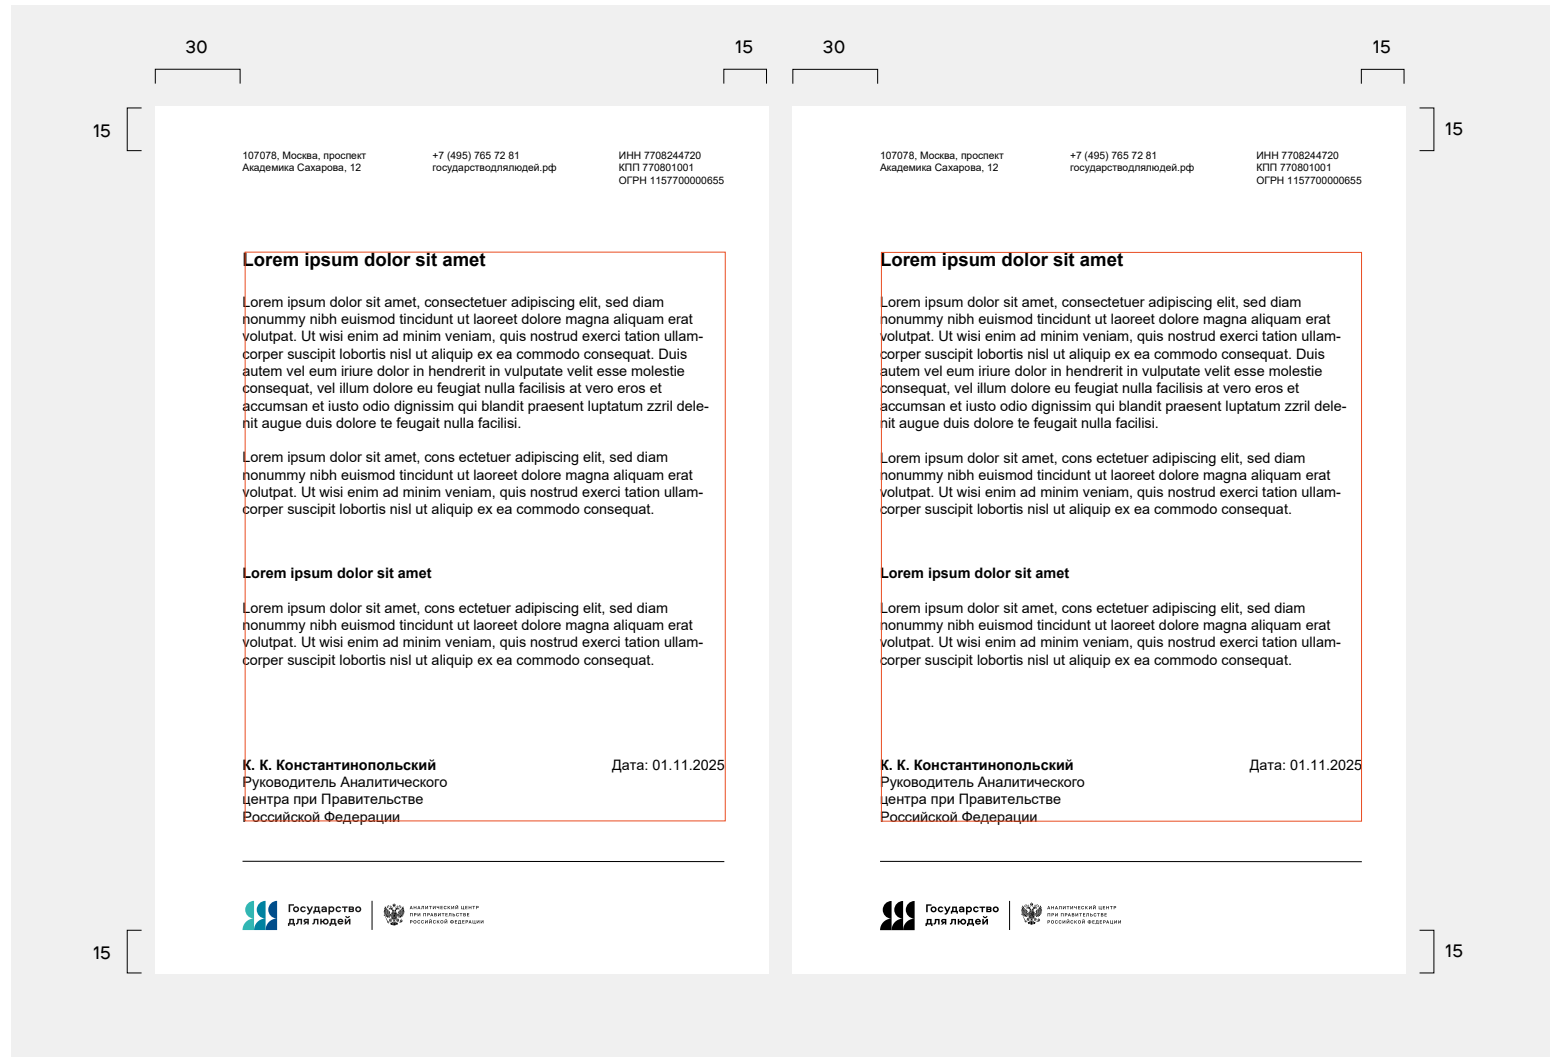 30
15
30
15
15
15
107078, Москва, проспект
Академика Сахарова, 12
+7 (495) 765 72 81
государстводлялюдей.рф
ИНН 7708244720
КПП 770801001
ОГРН 1157700000655
Lorem ipsum dolor sit amet
Lorem ipsum dolor sit amet, consectetuer adipiscing elit, sed diam
nonummy nibh euismod tincidunt ut laoreet dolore magna aliquam erat
volutpat. Ut wisi enim ad minim veniam, quis nostrud exerci tation ullam-
corper suscipit lobortis nisl ut aliquip ex ea commodo consequat. Duis
autem vel eum iriure dolor in hendrerit in vulputate velit esse molestie
consequat, vel illum dolore eu feugiat nulla facilisis at vero eros et
accumsan et iusto odio dignissim qui blandit praesent luptatum zzril dele-
nit augue duis dolore te feugait nulla facilisi.
Lorem ipsum dolor sit amet, cons ectetuer adipiscing elit, sed diam
nonummy nibh euismod tincidunt ut laoreet dolore magna aliquam erat
volutpat. Ut wisi enim ad minim veniam, quis nostrud exerci tation ullam-
corper suscipit lobortis nisl ut aliquip ex ea commodo consequat.
Lorem ipsum dolor sit amet
Lorem ipsum dolor sit amet, cons ectetuer adipiscing elit, sed diam
nonummy nibh euismod tincidunt ut laoreet dolore magna aliquam erat
volutpat. Ut wisi enim ad minim veniam, quis nostrud exerci tation ullam-
corper suscipit lobortis nisl ut aliquip ex ea commodo consequat.
К. К. Константинопольский
Руководитель Аналитического
центра при Правительстве
Российской Федерации
Дата: 01.11.2025
Государство
для людей
АНАЛИТИЧЕСКИЙ ЦЕНТР
ПРИ ПРАВИТЕЛЬСТВЕ
РОССИЙСКОЙ ФЕДЕРАЦИИ
107078, Москва, проспект
Академика Сахарова, 12
+7 (495) 765 72 81
государстводлялюдей.рф
ИНН 7708244720
КПП 770801001
ОГРН 1157700000655
Lorem ipsum dolor sit amet
Lorem ipsum dolor sit amet, consectetuer adipiscing elit, sed diam
nonummy nibh euismod tincidunt ut laoreet dolore magna aliquam erat
volutpat. Ut wisi enim ad minim veniam, quis nostrud exerci tation ullam-
corper suscipit lobortis nisl ut aliquip ex ea commodo consequat. Duis
autem vel eum iriure dolor in hendrerit in vulputate velit esse molestie
consequat, vel illum dolore eu feugiat nulla facilisis at vero eros et
accumsan et iusto odio dignissim qui blandit praesent luptatum zzril dele-
nit augue duis dolore te feugait nulla facilisi.
Lorem ipsum dolor sit amet, cons ectetuer adipiscing elit, sed diam
nonummy nibh euismod tincidunt ut laoreet dolore magna aliquam erat
volutpat. Ut wisi enim ad minim veniam, quis nostrud exerci tation ullam-
corper suscipit lobortis nisl ut aliquip ex ea commodo consequat.
Lorem ipsum dolor sit amet
Lorem ipsum dolor sit amet, cons ectetuer adipiscing elit, sed diam
nonummy nibh euismod tincidunt ut laoreet dolore magna aliquam erat
volutpat. Ut wisi enim ad minim veniam, quis nostrud exerci tation ullam-
corper suscipit lobortis nisl ut aliquip ex ea commodo consequat.
К. К. Константинопольский
Руководитель Аналитического
центра при Правительстве
Российской Федерации
Дата: 01.11.2025
Государство
для людей
АНАЛИТИЧЕСКИЙ ЦЕНТР
ПРИ ПРАВИТЕЛЬСТВЕ
РОССИЙСКОЙ ФЕДЕРАЦИИ
15
15